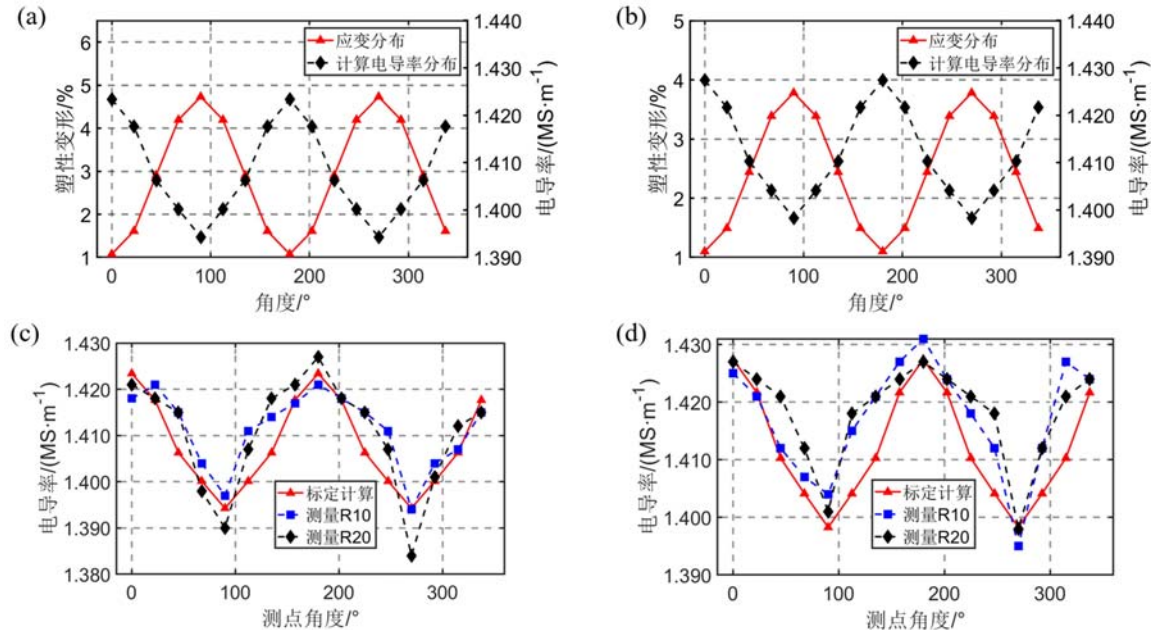 (a)
应变分布
计算电导率分布
塑性变形/%
6
5
4
3
2
1
1.440
1.430
1.420
1.410
1.400
1.390
电导率/(MS·m⁻¹)
0
100
200
300
角度/°
(b)
应变分布
计算电导率分布
塑性变形/%
5
4
3
2
1
1.440
1.430
1.420
1.410
1.400
1.390
电导率/(MS·m⁻¹)
0
100
200
300
角度/°
(c)
电导率/(MS·m⁻¹)
1.430
1.420
1.410
1.400
1.390
1.380
标定计算
测量R10
测量R20
0
100
200
300
测点角度/°
(d)
电导率/(MS·m⁻¹)
1.430
1.420
1.410
1.400
1.390
标定计算
测量R10
测量R20
0
100
200
300
测点角度/°